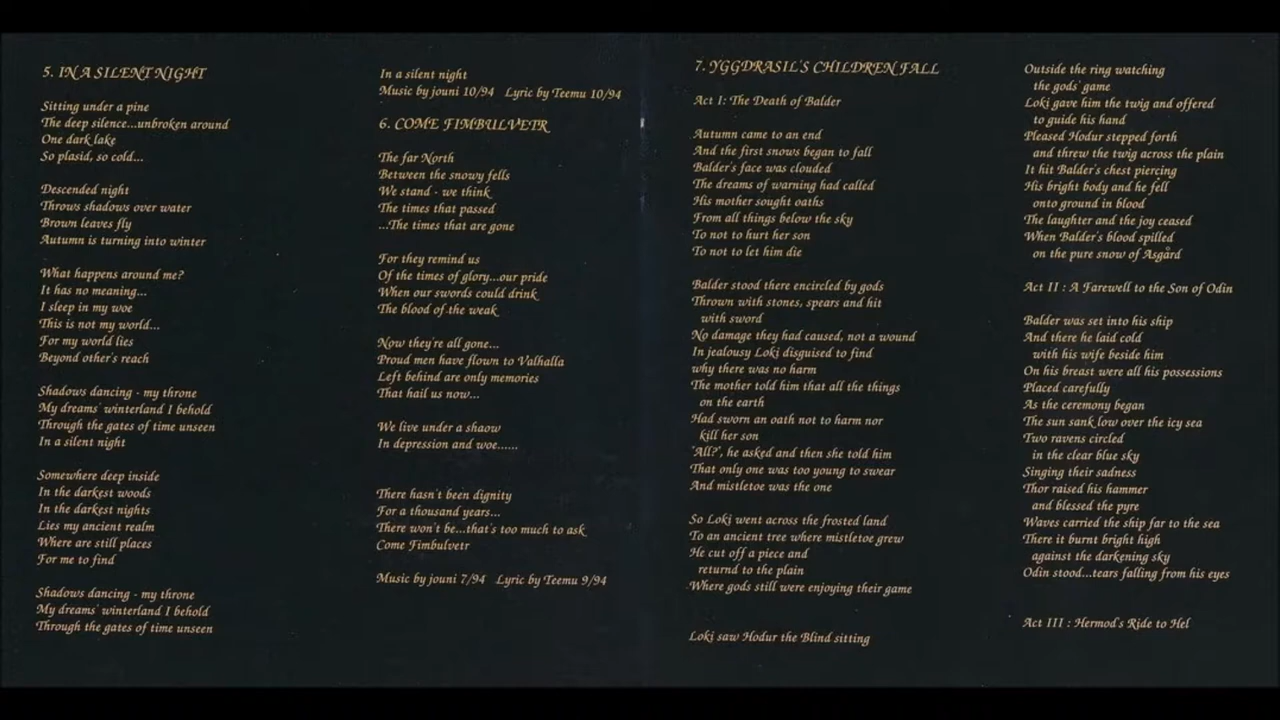 5. IN A SILENT NIGHT
Sitting under a pine
The deep silence...unbroken around
One dark lake
So plasid, so cold...
Descended night
Throws shadows over water
Brown leaves fly
Autumn is turning into winter
What happens around me?
It has no meaning...
I sleep in my woe
This is not my world...
For my world lies
Beyond other's reach
Shadows dancing - my throne
My dreams' winterland I behold
Through the gates of time unseen
In a silent night
Somewhere deep inside
In the darkest woods
In the darkest nights
Lies my ancient realm
Where are still places
For me to find
Shadows dancing - my throne
My dreams' winterland I behold
Through the gates of time unseen
In a silent night
Music by jouni 10/94 Lyric by Teemu 10/94
6. COME FIMBULVETR
The far North
Between the snowy fells
We stand - we think
The times that passed
...The times that are gone
For they remind us
Of the times of glory...our pride
When our swords could drink
The blood of the weak
Now they're all gone...
Proud men have flown to Valhalla
Left behind are only memories
That hail us now...
We live under a shaow
In depression and woe......
There hasn't been dignity
For a thousand years...
There won't be...that's too much to ask
Come Fimbulvetr
Music by jouni 7/94 Lyric by Teemu 9/94
7. YGGDRASIL'S CHILDREN FALL
Act I: The Death of Balder
Autumn came to an end
And the first snows began to fall
Balder's face was clouded
The dreams of warning had called
His mother sought oaths
From all things below the sky
To not to hurt her son
To not to let him die
Balder stood there encircled by gods
Thrown with stones, spears and hit
with sword
No damage they had caused, not a wound
In jealousy Loki disguised to find
why there was no harm
The mother told him that all the things
on the earth
Had sworn an oath not to harm nor
kill her son
"All?", he asked and then she told him
That only one was too young to swear
And mistletoe was the one
So Loki went across the frosted land
To an ancient tree where mistletoe grew
He cut off a piece and
returnd to the plain
Where gods still were enjoying their game
Loki saw Hodur the Blind sitting
Outside the ring watching
the gods' game
Loki gave him the twig and offered
to guide his hand
Pleased Hodur stepped forth
and threw the twig across the plain
It hit Balder's chest piercing
His bright body and he fell
onto ground in blood
The laughter and the joy ceased
When Balder's blood spilled
on the pure snow of Asgård
Act II : A Farewell to the Son of Odin
Balder was set into his ship
And there he laid cold
with his wife beside him
On his breast were all his possessions
Placed carefully
As the ceremony began
The sun sank low over the icy sea
Two ravens circled
in the clear blue sky
Singing their sadness
Thor raised his hammer
and blessed the pyre
Waves carried the ship far to the sea
There it burnt bright high
against the darkening sky
Odin stood...tears falling from his eyes
Act III : Hermod's Ride to Hel